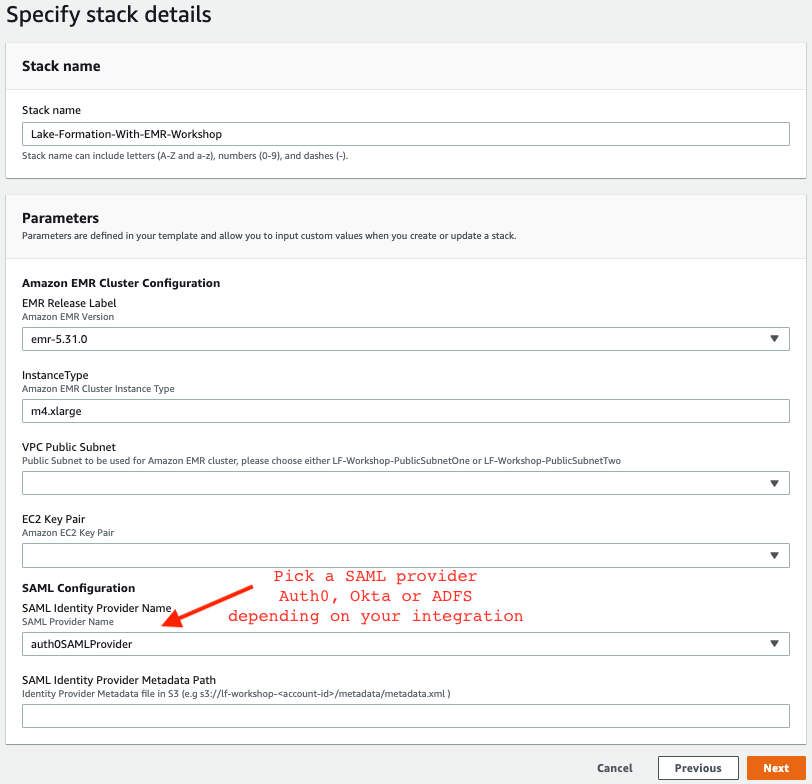 Specify stack details
Stack name
Stack name
Lake-Formation-With-EMR-Workshop
Stack name can include letters (A-Z and a-z), numbers (0-9), and dashes (-).
Parameters
Parameters are defined in your template and allow you to input custom values when you create or update a stack.
Amazon EMR Cluster Configuration
EMR Release Label
Amazon EMR Version
emr-5.31.0
InstanceType
Amazon EMR Cluster Instance Type
m4.xlarge
VPC Public Subnet
Public Subnet to be used for Amazon EMR cluster, please choose either LF-Workshop-PublicSubnetOne or LF-Workshop-PublicSubnetTwo
EC2 Key Pair
Amazon EC2 Key Pair
Pick a SAML provider
Auth0, Okta or ADFS
depending on your integration
SAML Configuration
SAML Identity Provider Name
SAML Provider Name
auth0SAMLProvider
SAML Identity Provider Metadata Path
Identity Provider Metadata file in S3 (e.g s3://lf-workshop-<account-id>/metadata/metadata.xml )
Cancel Previous Next